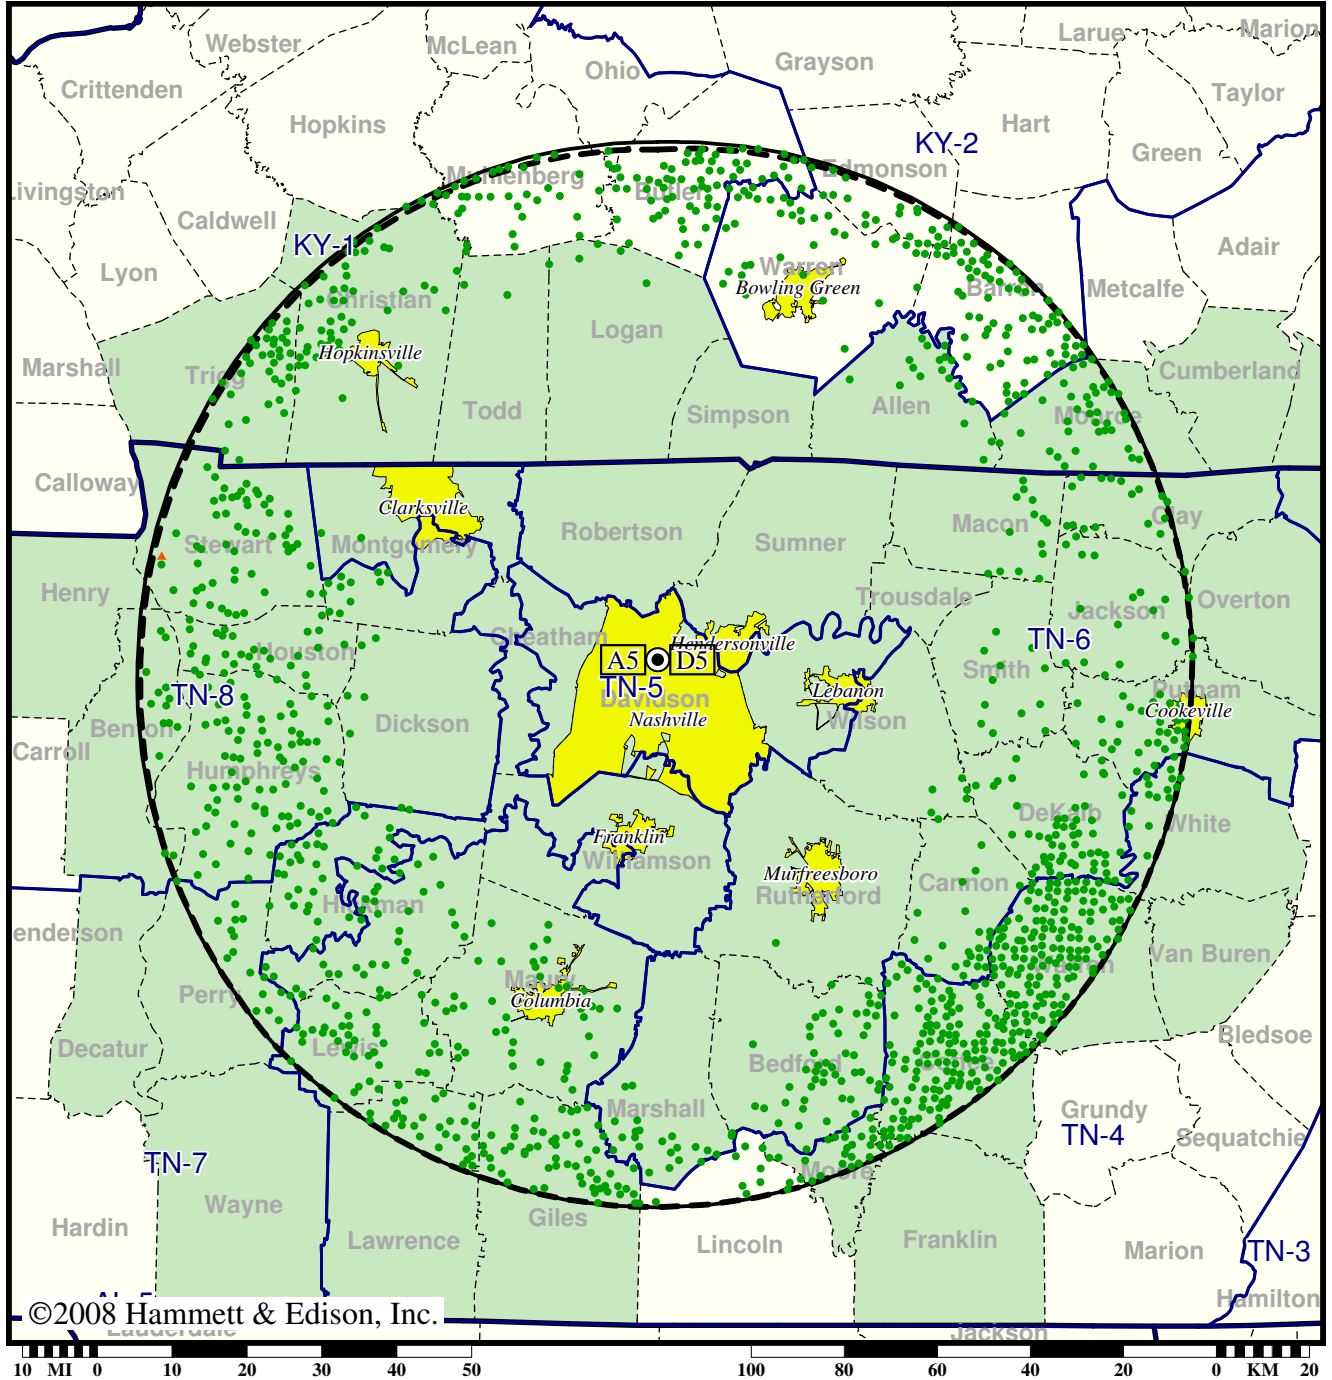 Webster
McLean
Larue
Marion
Ohio
Grayson
Crittenden
Taylor
Hopkins
Hart
KY-2
Green
Muhlenberg
Edmonson
Livingston
Butler
Caldwell
KY-1
Adair
Lyon
Warren
Metcalfe
Bowling Green
Barren
Christian
Logan
Hopkinsville
Marshall
Trigg
Cumberland
Todd
Simpson
Allen
Monroe
Calloway
Clarksville
Macon
Clay
Stewart
Montgomery
Robertson
Sumner
Henry
Trousdale
Overton
Jackson
Cheatham
Hendersonville
TN-6
Houston
A5
D5
Smith
TN-5
TN-8
Lebanon
Putnam
Davidson
Cookeville
Benton
Dickson
Nashville
Wilson
Carroll
Humphreys
DeKalb
White
Franklin
Williamson
Murfreesboro
Cannon
Rutherford
Hickman
enderson
Van Buren
Warren
Maury
Perry
Columbia
Bledsoe
Decatur
Lewis
Bedford
Coffee
Marshall
Grundy
TN-4
Sequatchie
TN-7
Moore
Wayne
Giles
Hardin
Lawrence
Lincoln
Franklin
Marion
TN-3
Hamilton
©2008 Hammett & Edison, Inc.
Lauderdale
Jackson
10 MI 0 10 20 30 40 50 100 80 60 40 20 0 KM 20